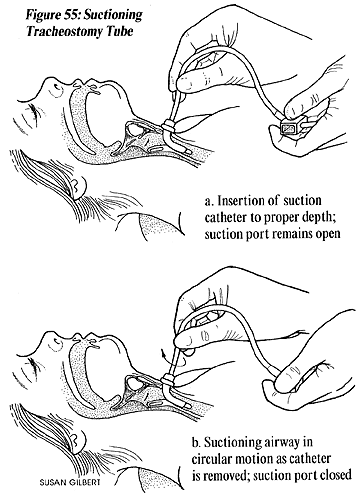 Figure 55: Suctioning
Tracheostomy Tube
a. Insertion of suction
catheter to proper depth;
suction port remains open
b. Suctioning airway in
circular motion as catheter
is removed; suction port closed
SUSAN GILBERT